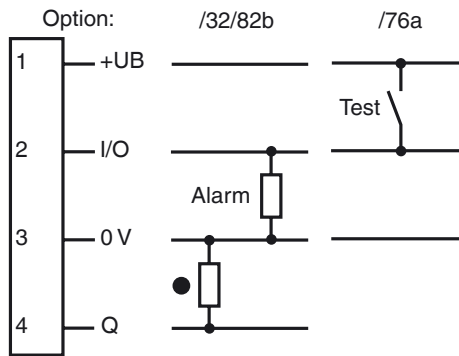 Option: /32/82b /76a
1 +UB
Test
2 I/O
Alarm
3 0 V
4 Q